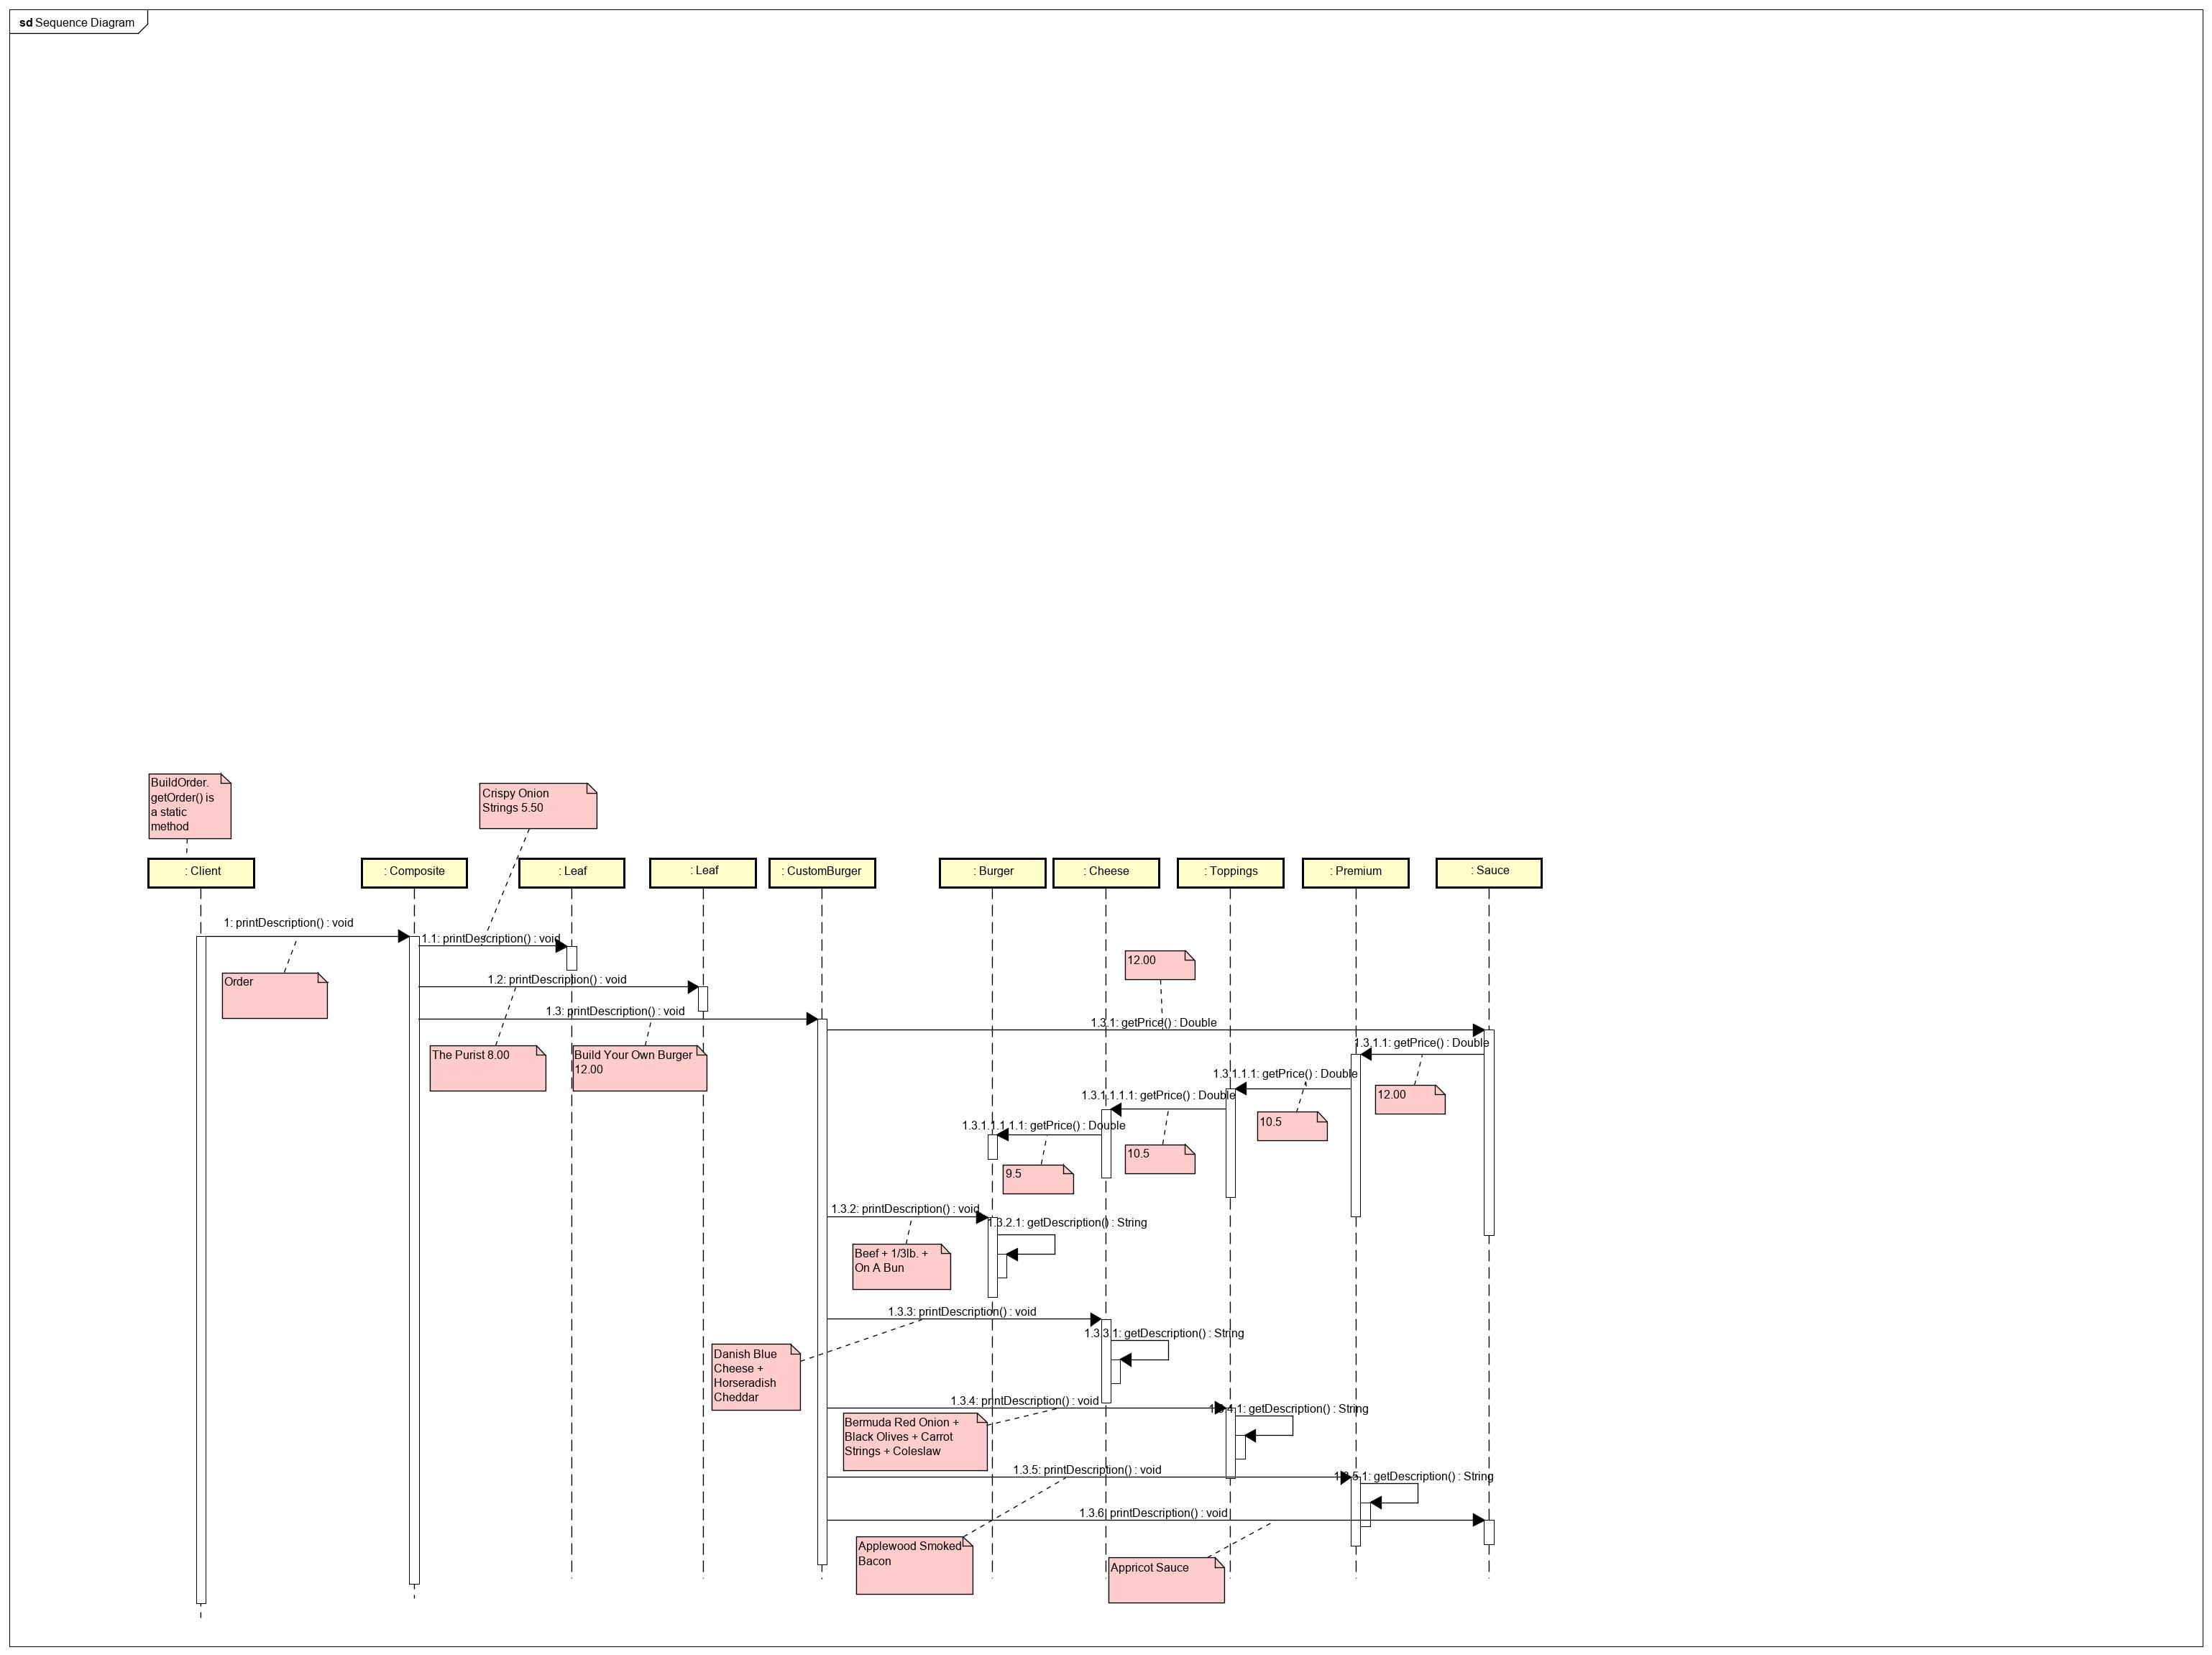 sd Sequence Diagram
BuildOrder.
getOrder() is
a static
method
Crispy Onion
Strings 5.50
: Client
: Composite
: Leaf
: Leaf
: CustomBurger
: Burger
: Cheese
: Toppings
: Premium
: Sauce
1: printDescription() : void
1.1: printDescription() : void
Order
12.00
1.2: printDescription() : void
1.3: printDescription() : void
1.3.1: getPrice() : Double
The Purist 8.00
Build Your Own Burger
12.00
1.3.1.1: getPrice() : Double
1.3.1.1.1: getPrice() : Double
12.00
1.3.1.1.1.1: getPrice() : Double
10.5
1.3.1.1.1.1.1: getPrice() : Double
10.5
9.5
1.3.2: printDescription() : void
1.3.2.1: getDescription() : String
Beef + 1/3lb. +
On A Bun
1.3.3: printDescription() : void
1.3.3.1: getDescription() : String
Danish Blue
Cheese +
Horseradish
Cheddar
1.3.4: printDescription() : void
1.3.4.1: getDescription() : String
Bermuda Red Onion +
Black Olives + Carrot
Strings + Coleslaw
1.3.5: printDescription() : void
1.3.5.1: getDescription() : String
1.3.6: printDescription() : void
Applewood Smoked
Bacon
Appricot Sauce